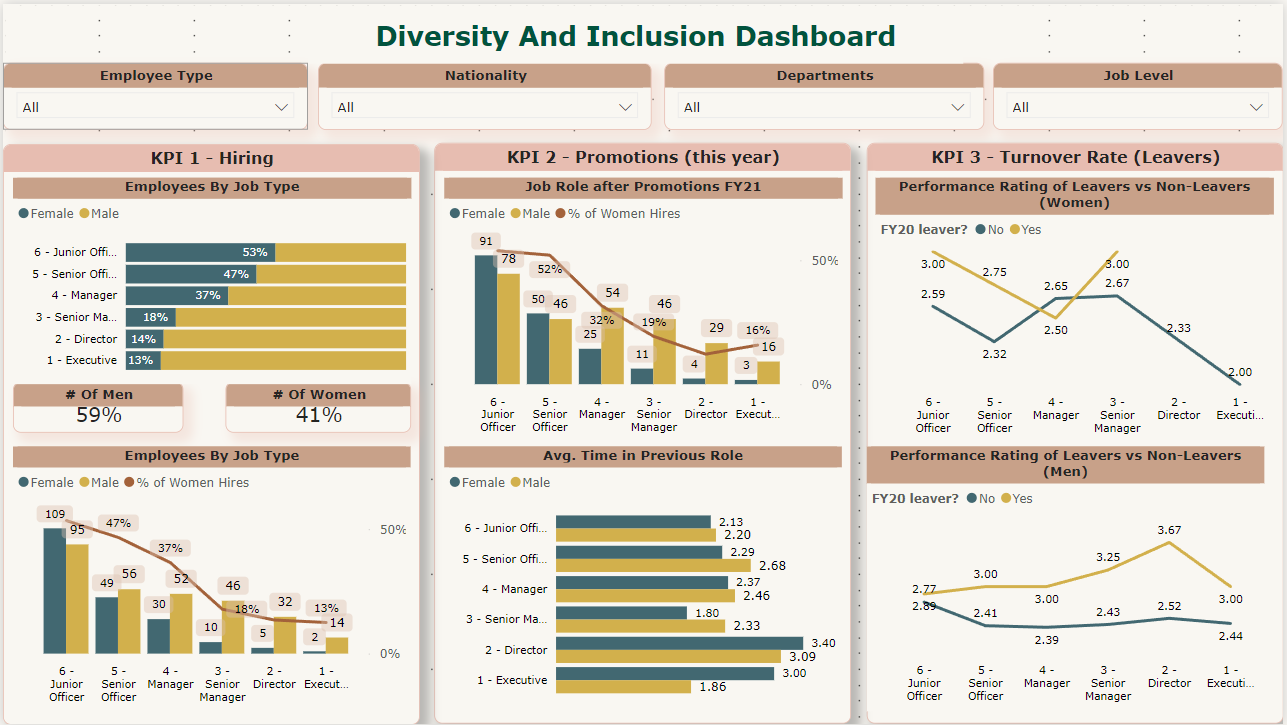 Diversity And Inclusion Dashboard
Employee Type
All
Nationality
All
Departments
All
Job Level
All
KPI 1 - Hiring
Employees By Job Type
Female Male
6 - Junior Offi... 53%
5 - Senior Offi... 47%
4 - Manager 37%
3 - Senior Ma... 18%
2 - Director 14%
1 - Executive 13%
# Of Men
59%
# Of Women
41%
Employees By Job Type
Female Male % of Women Hires
109 95 47% 50%
49 56 37%
30 52 46
10 18% 32 13%
5 2 14
0%
6 - Junior Officer
5 - Senior Officer
4 - Manager
3 - Senior Manager
2 - Director
1 - Execut...
KPI 2 - Promotions (this year)
Job Role after Promotions FY21
Female Male % of Women Hires
91 78 52% 50%
50 46 54
25 32% 46
11 19% 29 16%
4 3 16
0%
6 - Junior Officer
5 - Senior Officer
4 - Manager
3 - Senior Manager
2 - Director
1 - Execut...
Avg. Time in Previous Role
Female Male
6 - Junior Offi... 2.13
2.20
5 - Senior Offi... 2.29
2.68
4 - Manager 2.37
2.46
3 - Senior Ma... 1.80
2.33
2 - Director 3.40
3.09
1 - Executive 3.00
1.86
KPI 3 - Turnover Rate (Leavers)
Performance Rating of Leavers vs Non-Leavers
(Women)
FY20 leaver? No Yes
3.00 2.75 3.00
2.59 2.65 2.67
2.32 2.50 2.33
2.00
6 - Junior Officer
5 - Senior Officer
4 - Manager
3 - Senior Manager
2 - Director
1 - Executi...
Performance Rating of Leavers vs Non-Leavers
(Men)
FY20 leaver? No Yes
2.77 3.00 3.00 3.25 3.67 3.00
2.89 2.41 2.39 2.43 2.52 2.44
6 - Junior Officer
5 - Senior Officer
4 - Manager
3 - Senior Manager
2 - Director
1 - Executi...